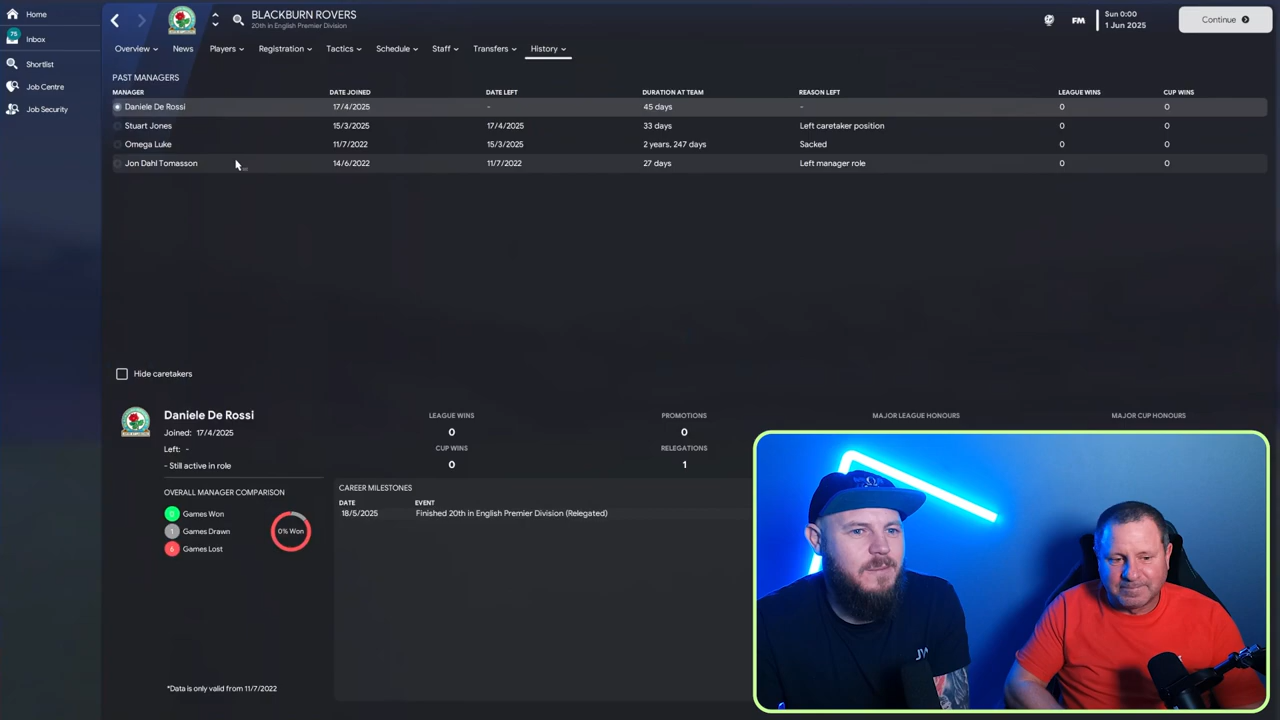 Home
75
Inbox
Shortlist
Job Centre
Job Security
BLACKBURN ROVERS
20th in English Premier Division
FM
Sun 0:00
1 Jun 2025
Continue
Overview News Players Registration Tactics Schedule Staff Transfers History
PAST MANAGERS
MANAGER DATE JOINED DATE LEFT DURATION AT TEAM REASON LEFT LEAGUE WINS CUP WINS
Daniele De Rossi 17/4/2025 - 45 days - 0 0
Stuart Jones 15/3/2025 17/4/2025 33 days Left caretaker position 0 0
Omega Luke 11/7/2022 15/3/2025 2 years, 247 days Sacked 0 0
Jon Dahl Tomasson 14/6/2022 11/7/2022 27 days Left manager role 0 0
Hide caretakers
Daniele De Rossi
Joined: 17/4/2025
Left: -
- Still active in role
LEAGUE WINS PROMOTIONS MAJOR LEAGUE HONOURS MAJOR CUP HONOURS
0 0
CUP WINS RELEGATIONS
0 1
OVERALL MANAGER COMPARISON
0 Games Won
1 Games Drawn
6 Games Lost
0% Won
CAREER MILESTONES
DATE EVENT
18/5/2025 Finished 20th in English Premier Division (Relegated)
*Data is only valid from 11/7/2022